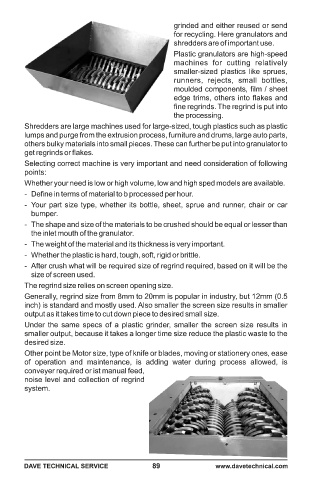 grinded and either reused or send
for recycling. Here granulators and
shredders are of important use.
Plastic granulators are high-speed
machines for cutting relatively
smaller-sized plastics like sprues,
runners, rejects, small bottles,
moulded components, film / sheet
edge trims, others into flakes and
fine regrinds. The regrind is put into
the processing.
Shredders are large machines used for large-sized, tough plastics such as plastic
lumps and purge from the extrusion process, furniture and drums, large auto parts,
others bulky materials into small pieces. These can further be put into granulator to
get regrinds or flakes.
Selecting correct machine is very important and need consideration of following
points:
Whether your need is low or high volume, low and high sped models are available.
- Define in terms of material to b processed per hour.
- Your part size type, whether its bottle, sheet, sprue and runner, chair or car
bumper.
- The shape and size of the materials to be crushed should be equal or lesser than
the inlet mouth of the granulator.
- The weight of the material and its thickness is very important.
- Whether the plastic is hard, tough, soft, rigid or brittle.
- After crush what will be required size of regrind required, based on it will be the
size of screen used.
The regrind size relies on screen opening size.
Generally, regrind size from 8mm to 20mm is popular in industry, but 12mm (0.5
inch) is standard and mostly used. Also smaller the screen size results in smaller
output as it takes time to cut down piece to desired small size.
Under the same specs of a plastic grinder, smaller the screen size results in
smaller output, because it takes a longer time size reduce the plastic waste to the
desired size.
Other point be Motor size, type of knife or blades, moving or stationery ones, ease
of operation and maintenance, is adding water during process allowed, is
conveyer required or ist manual feed,
noise level and collection of regrind
system.
DAVE TECHNICAL SERVICE 89 www.davetechnical.com